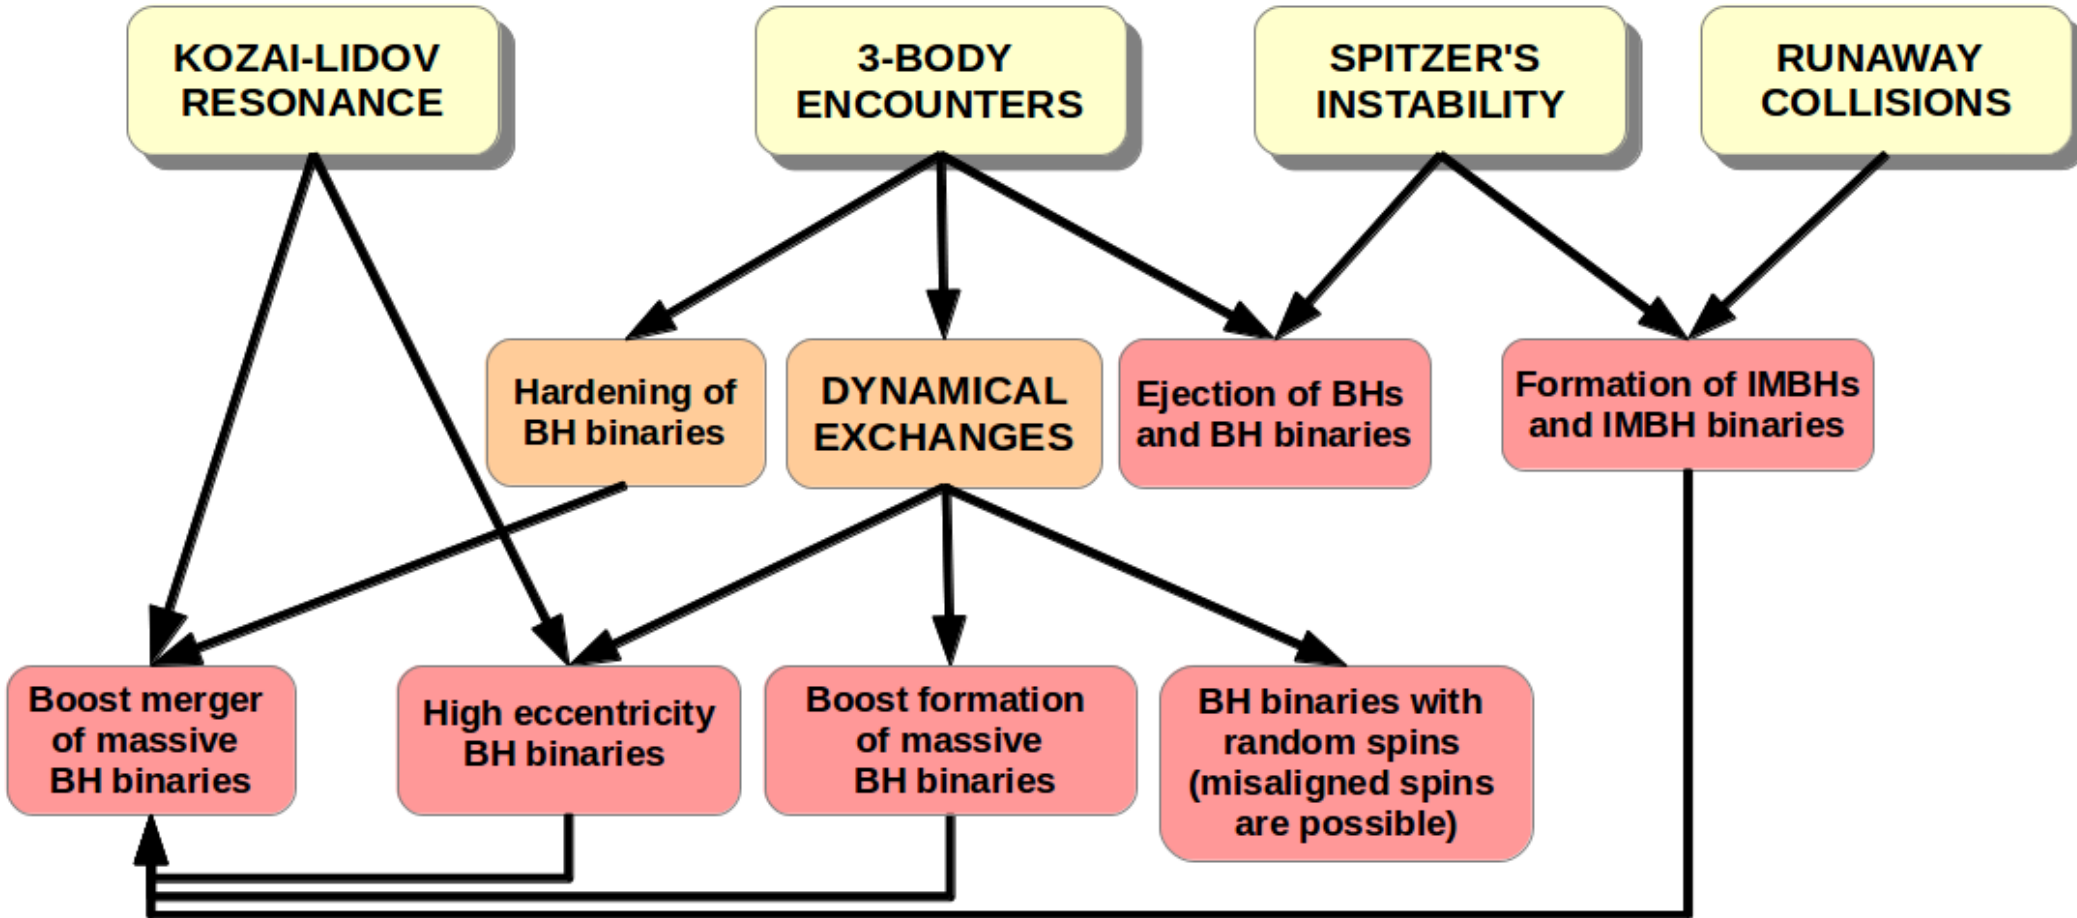 KOZAI-LIDOV
RESONANCE
3-BODY
ENCOUNTERS
SPITZER'S
INSTABILITY
RUNAWAY
COLLISIONS
Hardening of
BH binaries
DYNAMICAL
EXCHANGES
Ejection of BHs
and BH binaries
Formation of IMBHs
and IMBH binaries
Boost merger
of massive
BH binaries
High eccentricity
BH binaries
Boost formation
of massive
BH binaries
BH binaries with
random spins
(misaligned spins
are possible)